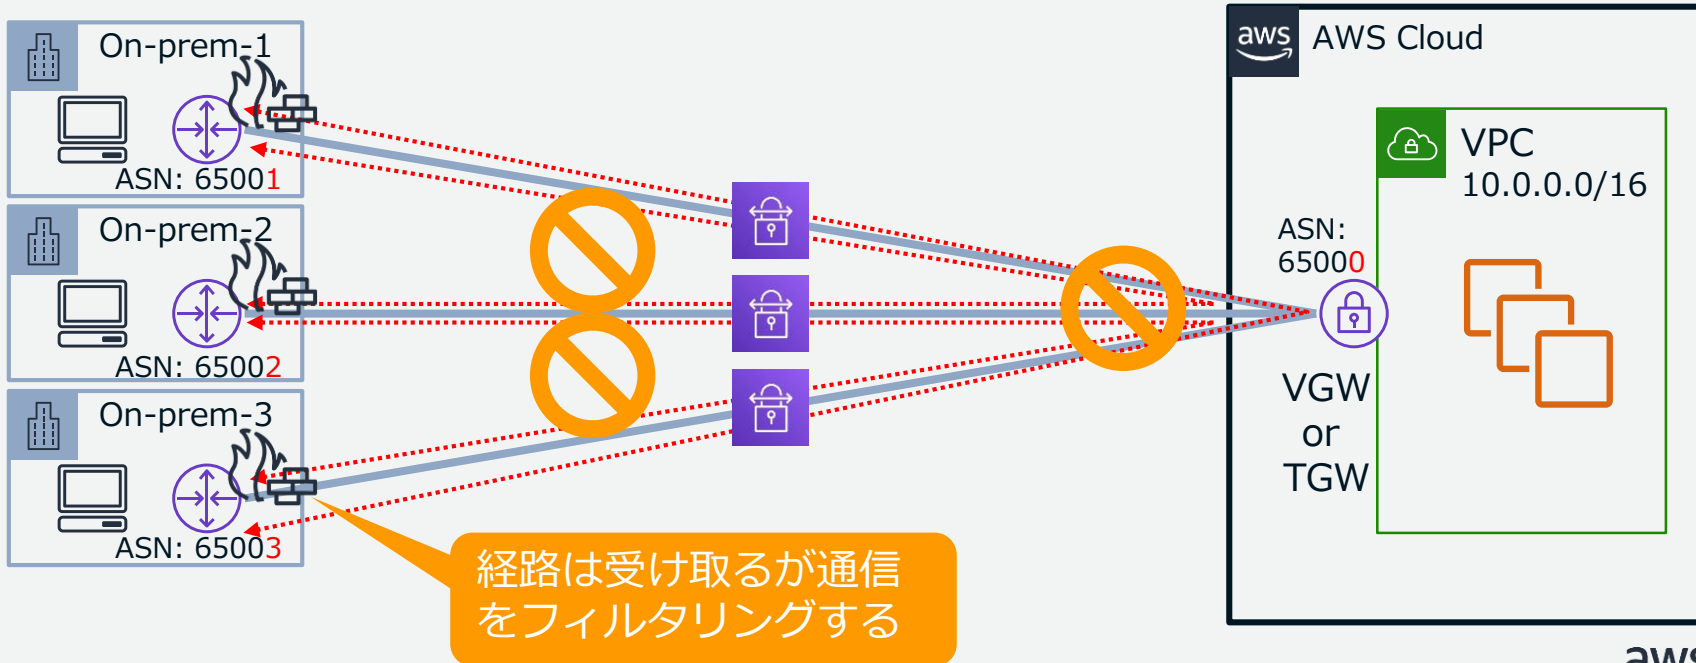 On-prem-1
ASN: 65001
On-prem-2
ASN: 65002
On-prem-3
ASN: 65003
経路は受け取るが通信
をフィルタリングする
aws
AWS Cloud
VPC
10.0.0.0/16
ASN:
65000
VGW
or
TGW
aws